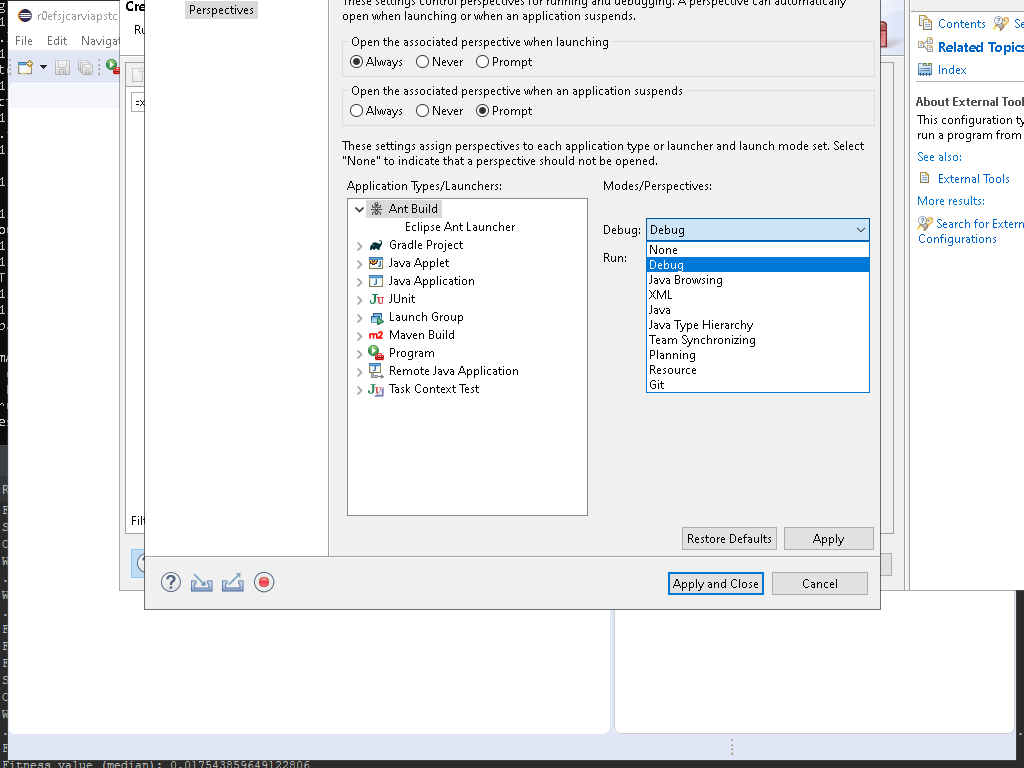 r0efsjcarviapstc
File Edit Navigat
Cre
Ru
Perspectives
These settings control perspectives for running and debugging. A perspective can automatically
open when launching or when an application suspends.
Open the associated perspective when launching
Always Never Prompt
Open the associated perspective when an application suspends
Always Never Prompt
These settings assign perspectives to each application type or launcher and launch mode set. Select
"None" to indicate that a perspective should not be opened.
Application Types/Launchers:
Ant Build
Eclipse Ant Launcher
Gradle Project
Java Applet
Java Application
JUnit
Launch Group
Maven Build
Program
Remote Java Application
Task Context Test
Modes/Perspectives:
Debug: Debug
Run:
None
Debug
Java Browsing
XML
Java
Java Type Hierarchy
Team Synchronizing
Planning
Resource
Git
Restore Defaults Apply
Filt
Apply and Close Cancel
Contents Se
Related Topics
Index
About External Tool
This configuration ty
run a program from
See also:
External Tools
More results:
Search for Extern
Configurations
Fitness value (median): 0.017543859649122806